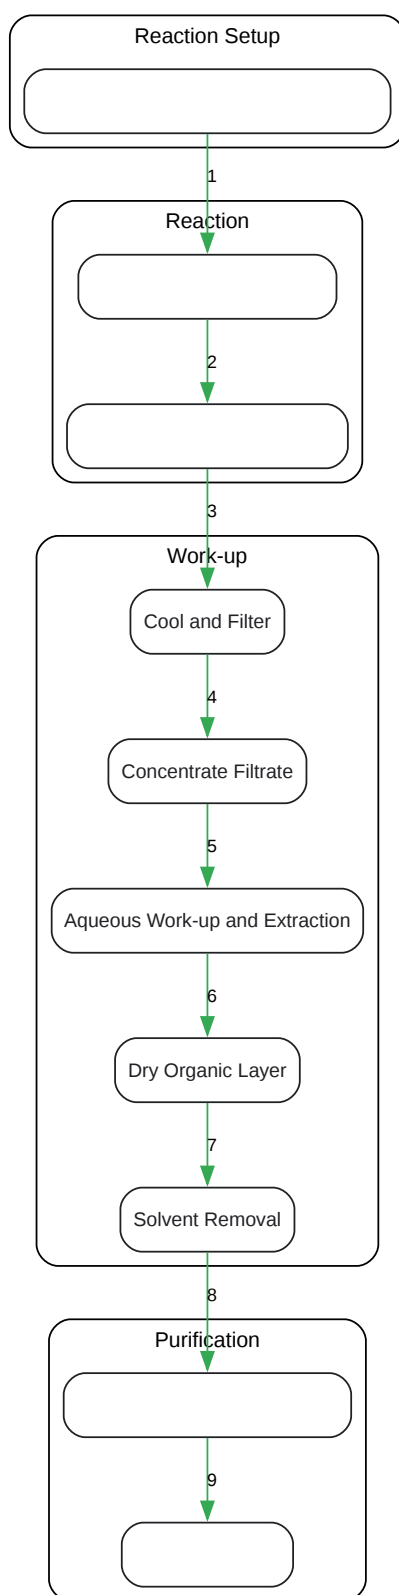 Reaction Setup
1
Reaction
2
3
Work-up
Cool and Filter
4
Concentrate Filtrate
5
Aqueous Work-up and Extraction
6
Dry Organic Layer
7
Solvent Removal
8
Purification
9